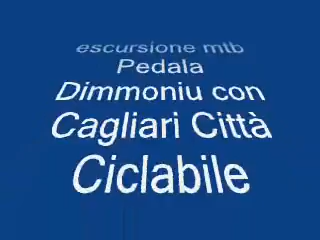 escursione mtb
Pedala
Dimmoniu con
Cagliari Città
Ciclabile